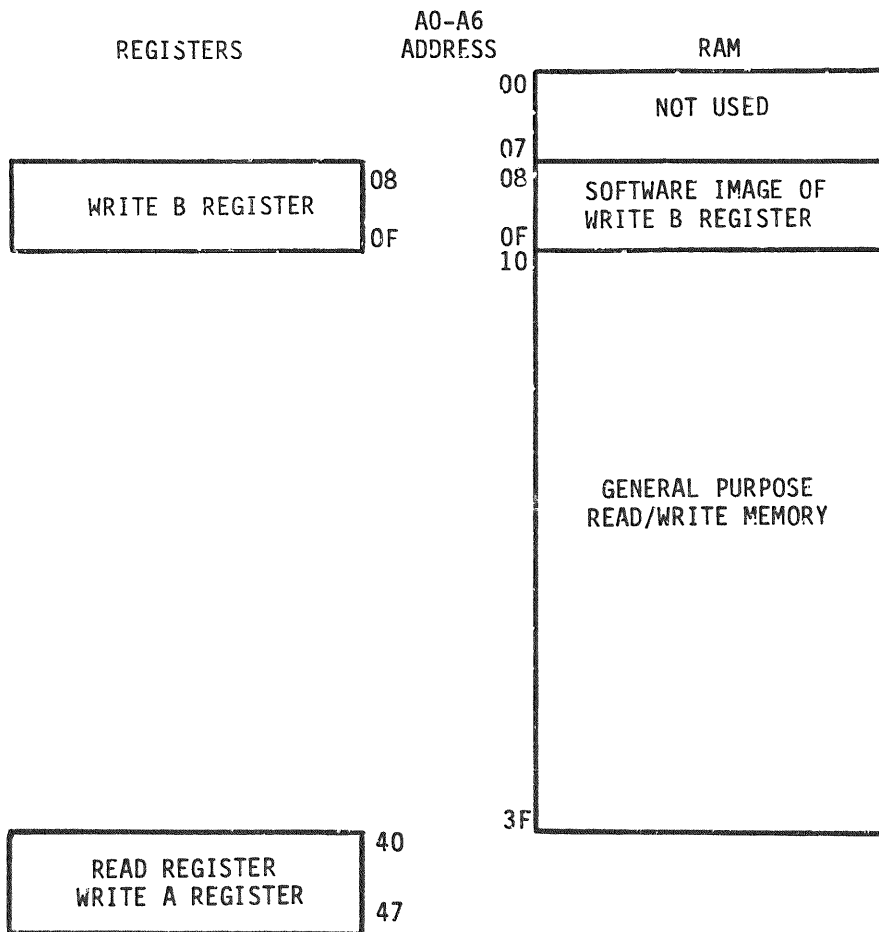 REGISTERS
A0-A6
ADDRESS
RAM
00
NOT USED
07
08
WRITE B REGISTER
0F
08
SOFTWARE IMAGE OF
WRITE B REGISTER
0F
10
GENERAL PURPOSE
READ/WRITE MEMORY
3F
40
READ REGISTER
WRITE A REGISTER
47